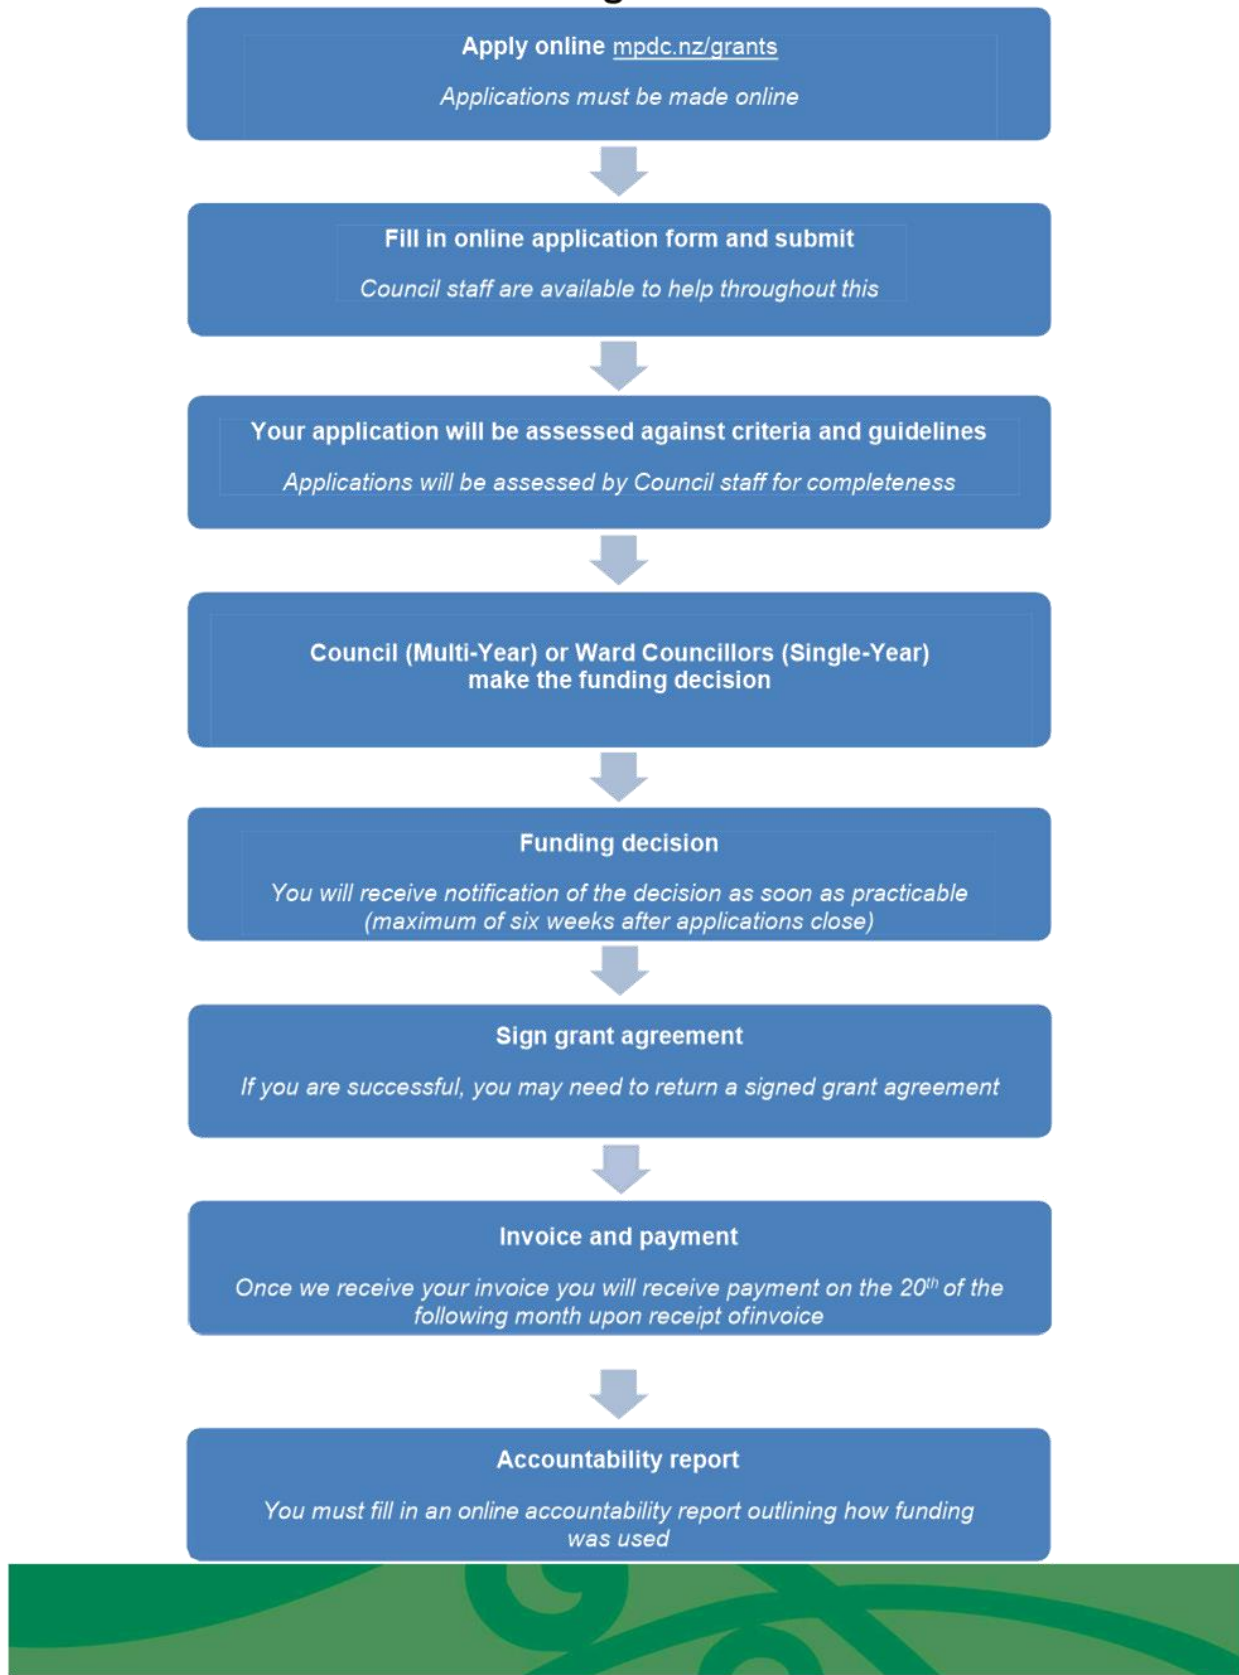 Apply online mpdc.nz/grants
Applications must be made online
Fill in online application form and submit
Council staff are available to help throughout this
Your application will be assessed against criteria and guidelines
Applications will be assessed by Council staff for completeness
Council (Multi-Year) or Ward Councillors (Single-Year)
make the funding decision
Funding decision
You will receive notification of the decision as soon as practicable
(maximum of six weeks after applications close)
Sign grant agreement
If you are successful, you may need to return a signed grant agreement
Invoice and payment
Once we receive your invoice you will receive payment on the 20th of the
following month upon receipt ofinvoice
Accountability report
You must fill in an online accountability report outlining how funding
was used